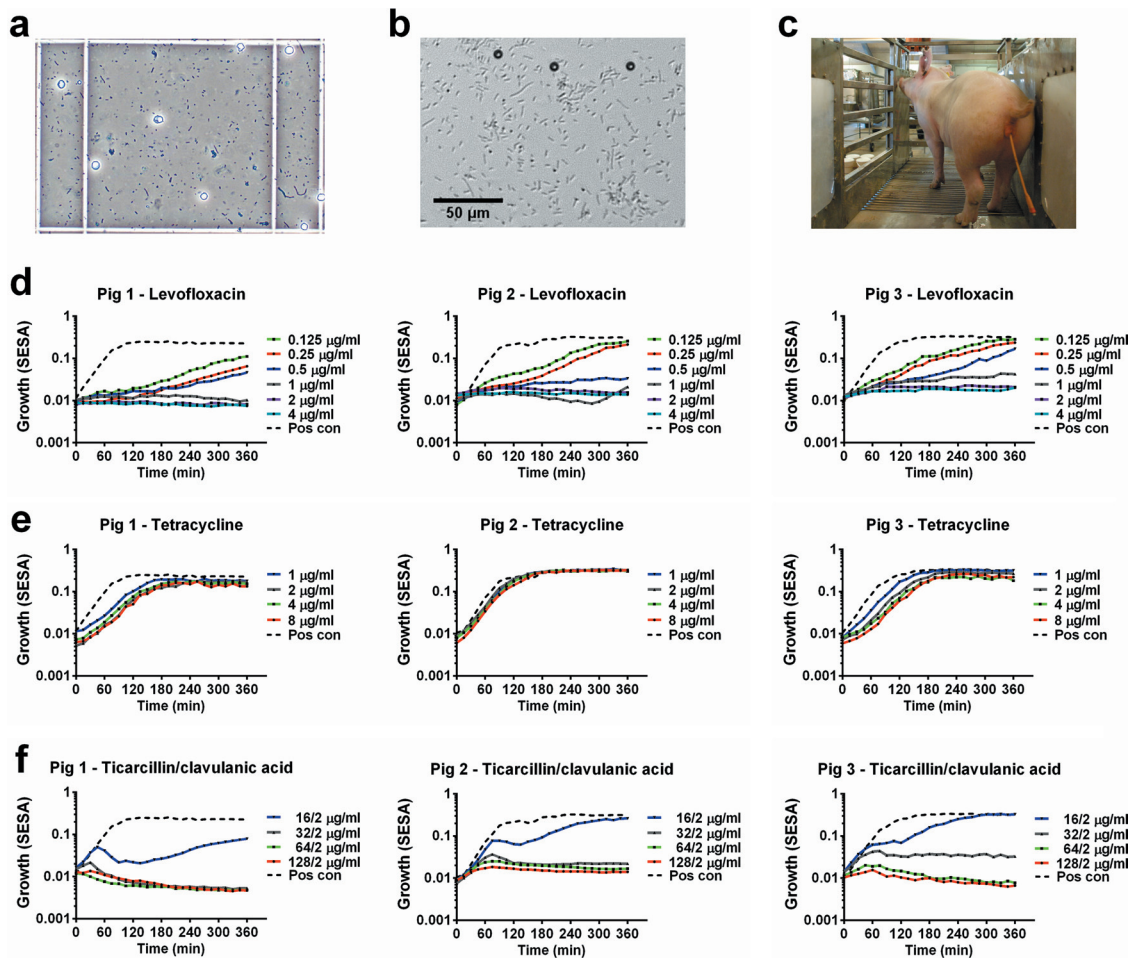 a
b
c
50 µm
d
Pig 1 - Levofloxacin
Growth (SESA)
1
0.1
0.01
0.001
0 60 120 180 240 300 360
Time (min)
0.125 µg/ml
0.25 µg/ml
0.5 µg/ml
1 µg/ml
2 µg/ml
4 µg/ml
Pos con
Pig 2 - Levofloxacin
Growth (SESA)
1
0.1
0.01
0.001
0 60 120 180 240 300 360
Time (min)
0.125 µg/ml
0.25 µg/ml
0.5 µg/ml
1 µg/ml
2 µg/ml
4 µg/ml
Pos con
Pig 3 - Levofloxacin
Growth (SESA)
1
0.1
0.01
0.001
0 60 120 180 240 300 360
Time (min)
0.125 µg/ml
0.25 µg/ml
0.5 µg/ml
1 µg/ml
2 µg/ml
4 µg/ml
Pos con
e
Pig 1 - Tetracycline
Growth (SESA)
1
0.1
0.01
0.001
0 60 120 180 240 300 360
Time (min)
1 µg/ml
2 µg/ml
4 µg/ml
8 µg/ml
Pos con
Pig 2 - Tetracycline
Growth (SESA)
1
0.1
0.01
0.001
0 60 120 180 240 300 360
Time (min)
1 µg/ml
2 µg/ml
4 µg/ml
8 µg/ml
Pos con
Pig 3 - Tetracycline
Growth (SESA)
1
0.1
0.01
0.001
0 60 120 180 240 300 360
Time (min)
1 µg/ml
2 µg/ml
4 µg/ml
8 µg/ml
Pos con
f
Pig 1 - Ticarcillin/clavulanic acid
Growth (SESA)
1
0.1
0.01
0.001
0 60 120 180 240 300 360
Time (min)
16/2 µg/ml
32/2 µg/ml
64/2 µg/ml
128/2 µg/ml
Pos con
Pig 2 - Ticarcillin/clavulanic acid
Growth (SESA)
1
0.1
0.01
0.001
0 60 120 180 240 300 360
Time (min)
16/2 µg/ml
32/2 µg/ml
64/2 µg/ml
128/2 µg/ml
Pos con
Pig 3 - Ticarcillin/clavulanic acid
Growth (SESA)
1
0.1
0.01
0.001
0 60 120 180 240 300 360
Time (min)
16/2 µg/ml
32/2 µg/ml
64/2 µg/ml
128/2 µg/ml
Pos con